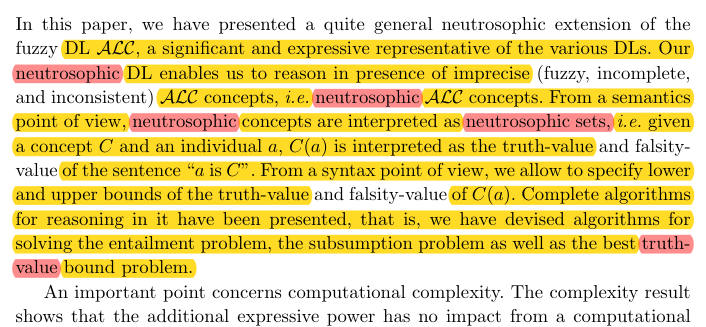 In this paper, we have presented a quite general neutrosophic extension of the
fuzzy DL 𝒜ℒ𝒞, a significant and expressive representative of the various DLs. Our
neutrosophic DL enables us to reason in presence of imprecise (fuzzy, incomplete,
and inconsistent) 𝒜ℒ𝒞 concepts, i.e. neutrosophic 𝒜ℒ𝒞 concepts. From a semantics
point of view, neutrosophic concepts are interpreted as neutrosophic sets, i.e. given
a concept C and an individual a, C(a) is interpreted as the truth-value and falsity-
value of the sentence “a is C”. From a syntax point of view, we allow to specify lower
and upper bounds of the truth-value and falsity-value of C(a). Complete algorithms
for reasoning in it have been presented, that is, we have devised algorithms for
solving the entailment problem, the subsumption problem as well as the best truth-
value bound problem.
An important point concerns computational complexity. The complexity result
shows that the additional expressive power has no impact from a computational